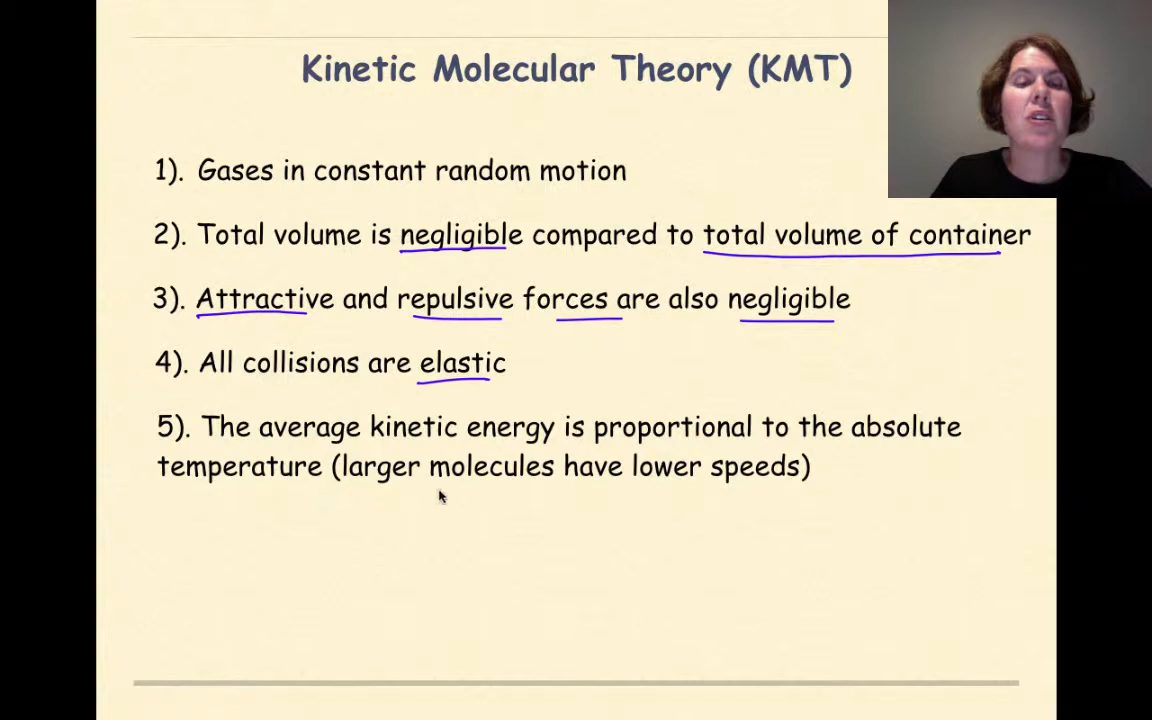 Kinetic Molecular Theory (KMT)
1). Gases in constant random motion
2). Total volume is negligible compared to total volume of container
3). Attractive and repulsive forces are also negligible
4). All collisions are elastic
5). The average kinetic energy is proportional to the absolute
temperature (larger molecules have lower speeds)